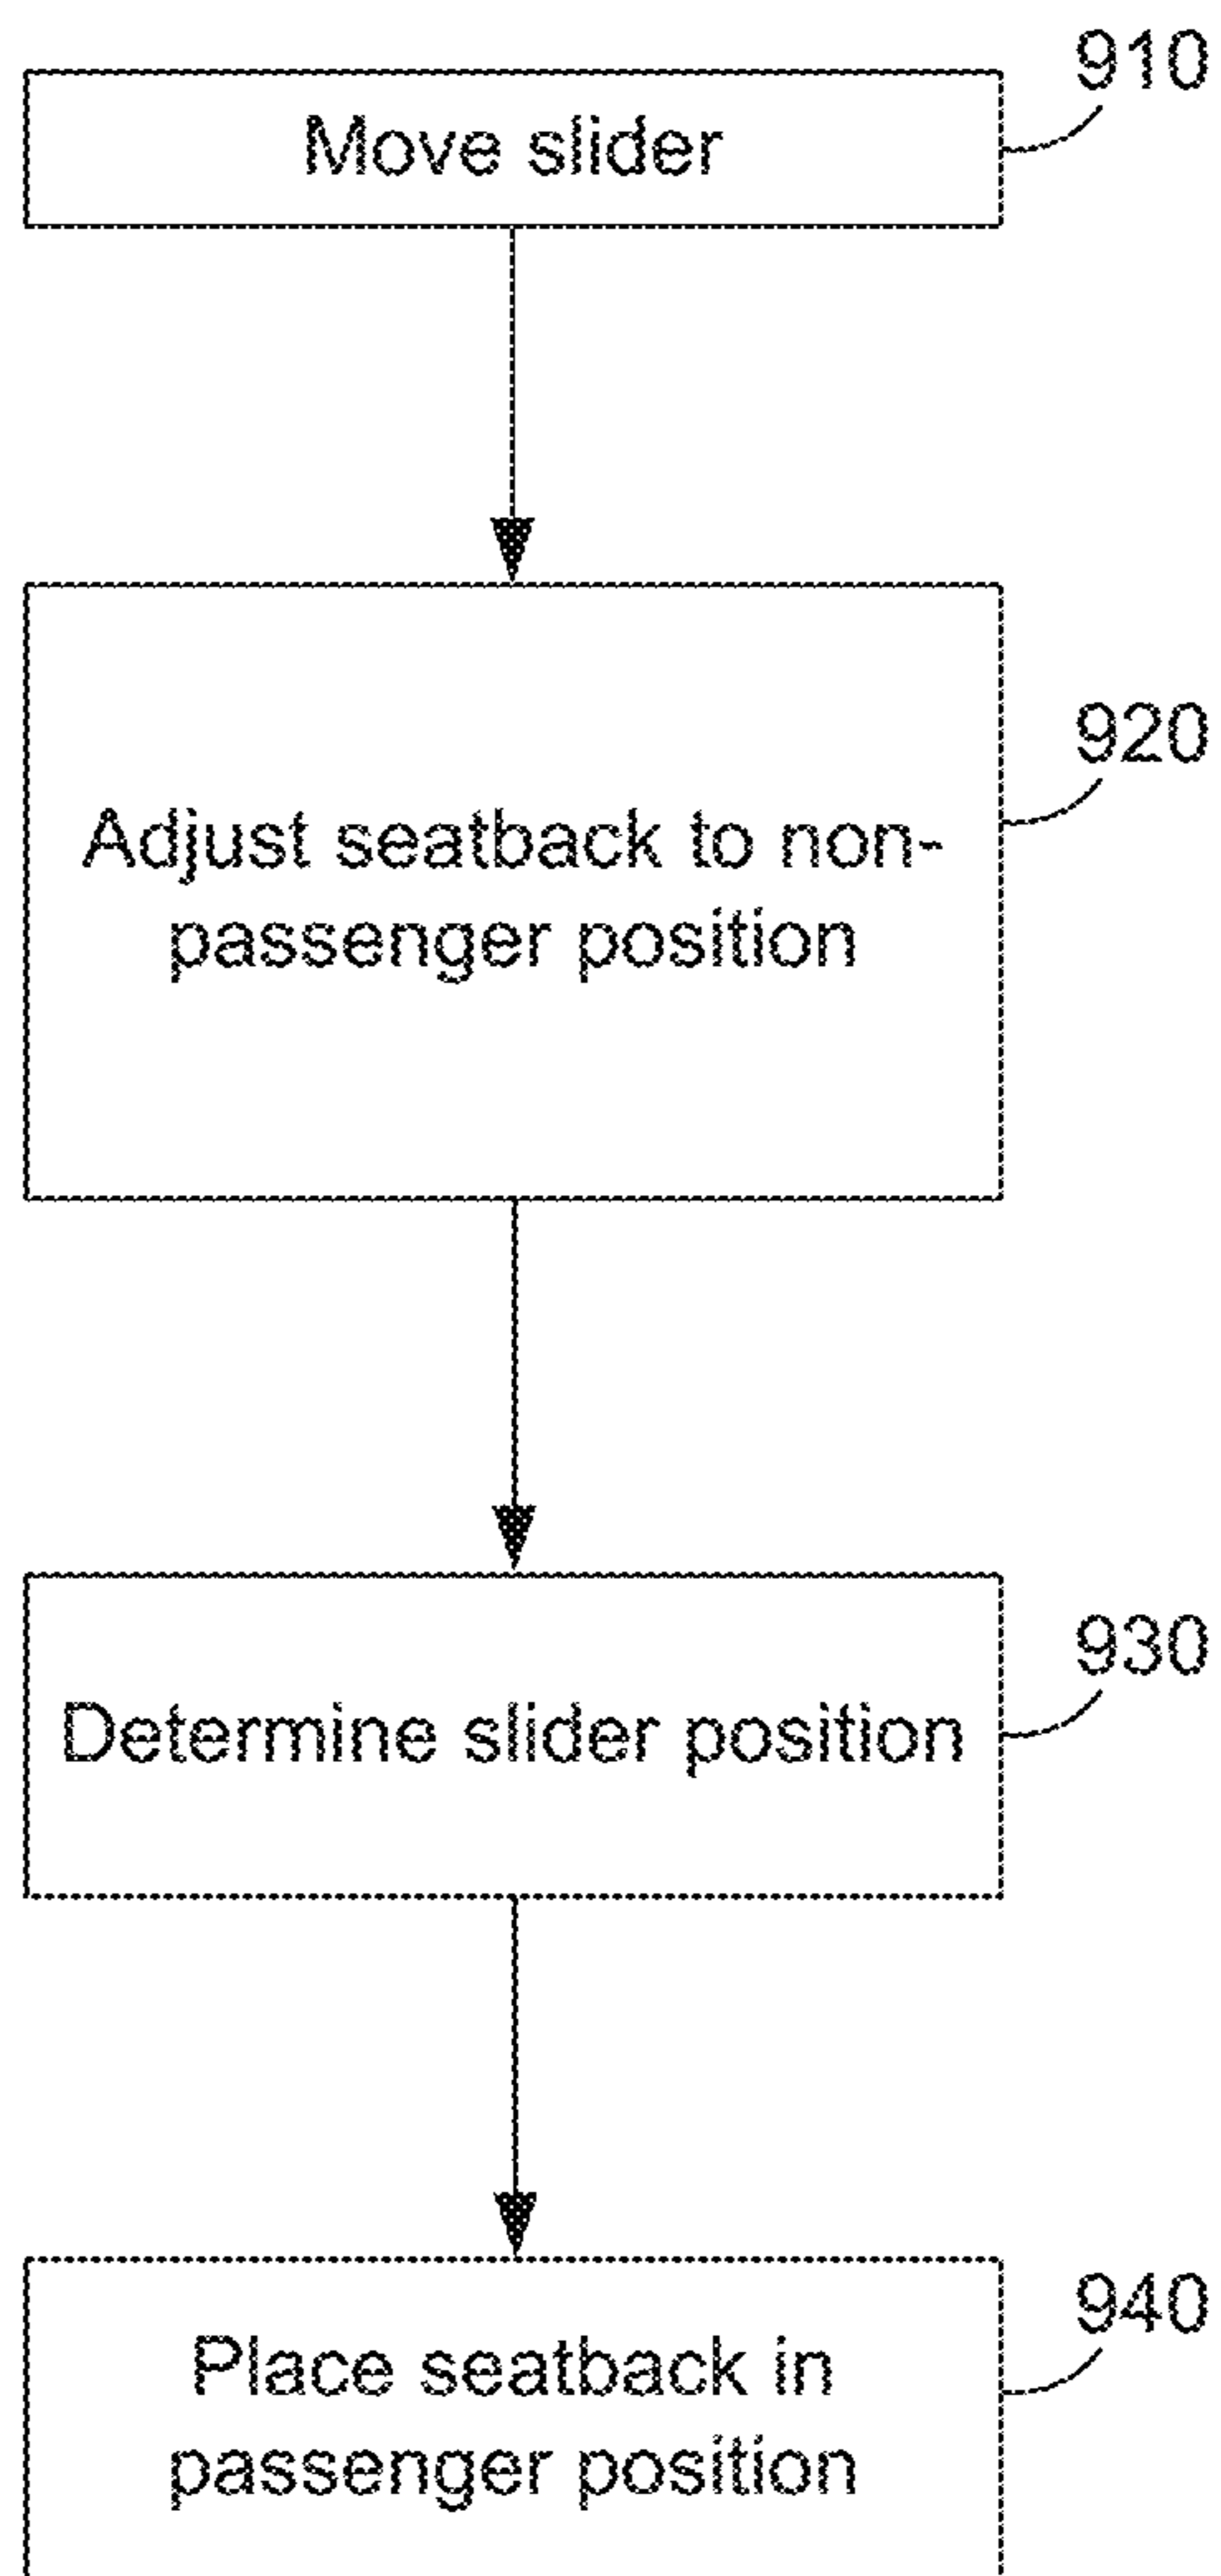 910
Move slider
920
Adjust seatback to non-
passenger position
930
Determine slider position
940
Place seatback in
passenger position